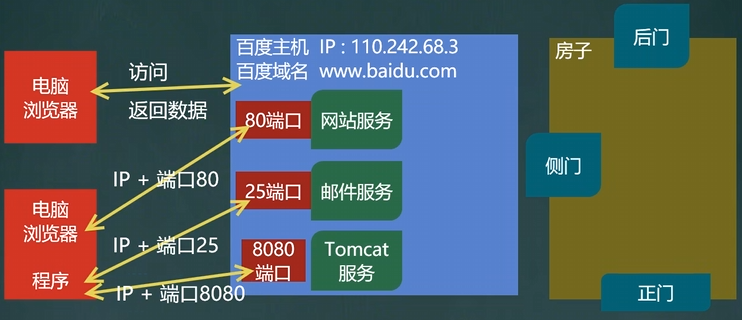 电脑
浏览器
访问
返回数据
百度主机 IP : 110.242.68.3
百度域名 www.baidu.com
80端口
网站服务
IP + 端口80
25端口
邮件服务
电脑
浏览器
程序
IP + 端口25
8080
端口
Tomcat
服务
IP + 端口8080
房子
后门
侧门
正门